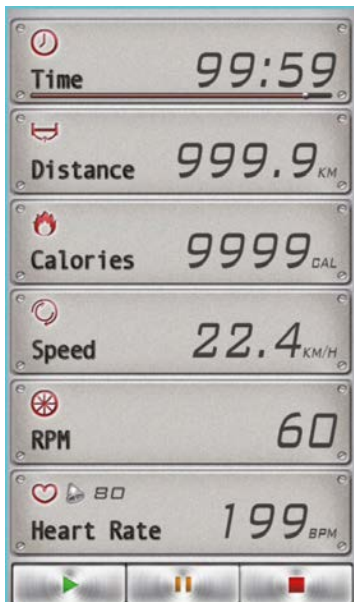 Time 99:59
Distance 999.9 KM
Calories 9999 CAL
Speed 22.4 KM/H
RPM 60
80
Heart Rate 199 BPM